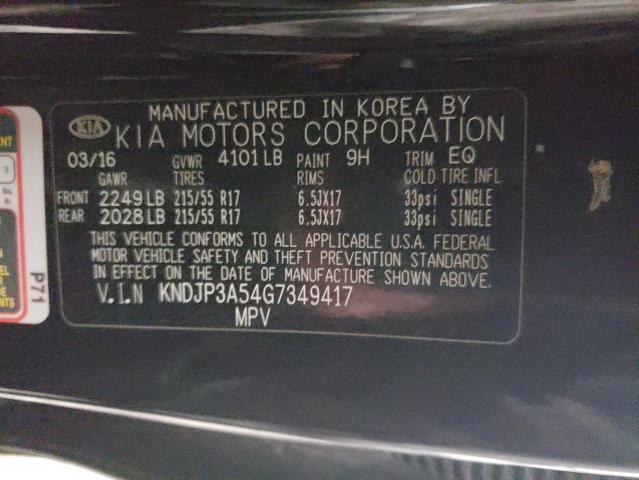 MANUFACTURED IN KOREA BY
KIA KIA MOTORS CORPORATION
03/16 GVWR 4101 LB PAINT 9H TRIM EQ
GAWR TIRES RIMS COLD TIRE INFL
FRONT 2249 LB 215/55 R17 6.5JX17 33psi SINGLE
REAR 2028 LB 215/55 R17 6.5JX17 33psi SINGLE
THIS VEHICLE CONFORMS TO ALL APPLICABLE U.S.A. FEDERAL
MOTOR VEHICLE SAFETY AND THEFT PREVENTION STANDARDS
IN EFFECT ON THE DATE OF MANUFACTURE SHOWN ABOVE.
V.I.N KNDJP3A54G7349417
MPV
P71